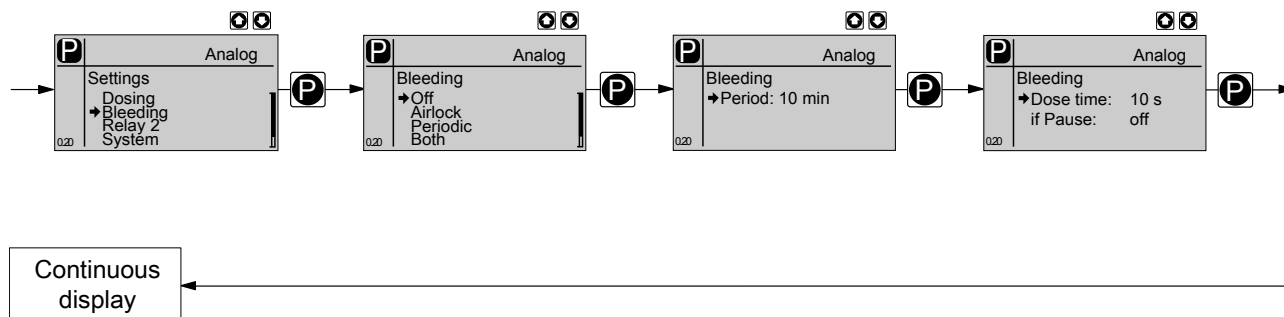 P Analog
Settings
Dosing
Bleeding
Relay 2
System
0.20
P
P Analog
Bleeding
Off
Airlock
Periodic
Both
0.20
P
P Analog
Bleeding
Period: 10 min
0.20
P
P Analog
Bleeding
Dose time: 10 s
if Pause: off
0.20
P
Continuous
display